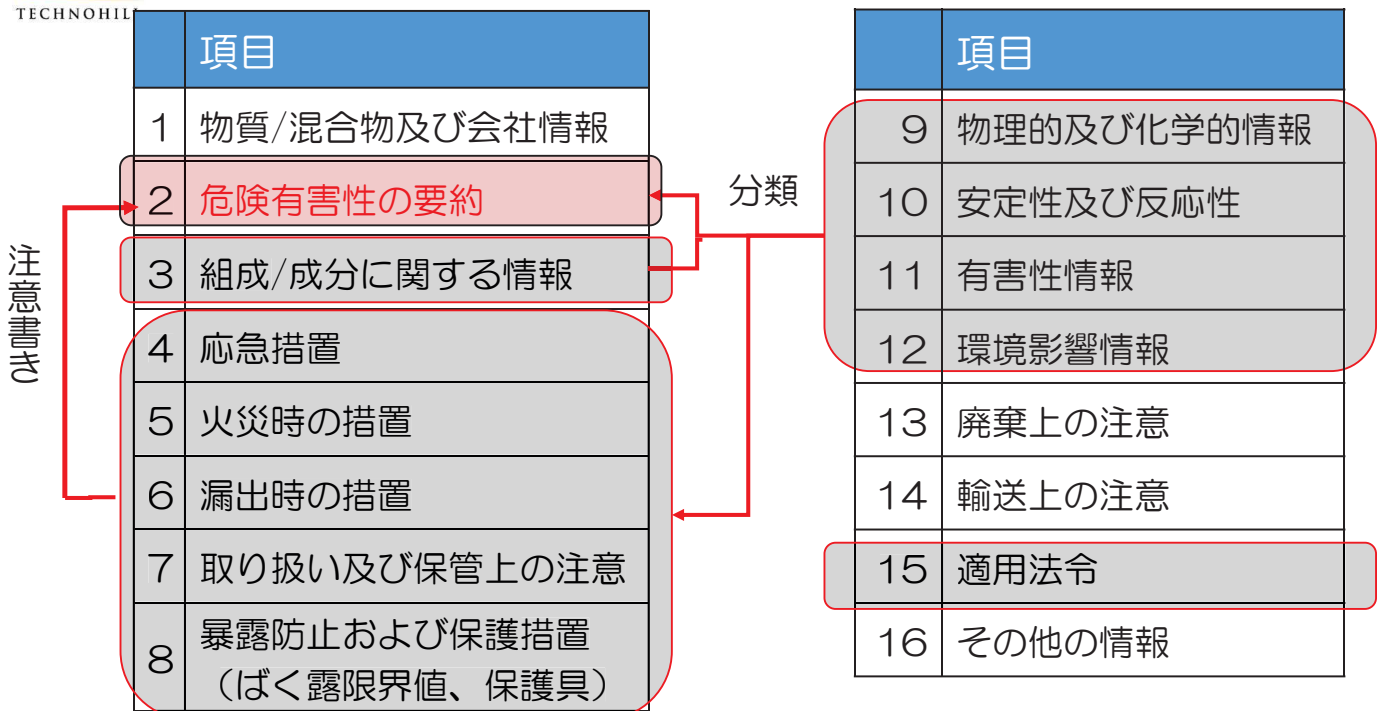 TECHNOHIL
項目
1 物質/混合物及び会社情報
2 危険有害性の要約
3 組成/成分に関する情報
4 応急措置
5 火災時の措置
6 漏出時の措置
7 取り扱い及び保管上の注意
8 暴露防止および保護措置
（ばく露限界値、保護具）
注意書き
分類
項目
9 物理的及び化学的情報
10 安定性及び反応性
11 有害性情報
12 環境影響情報
13 廃棄上の注意
14 輸送上の注意
15 適用法令
16 その他の情報